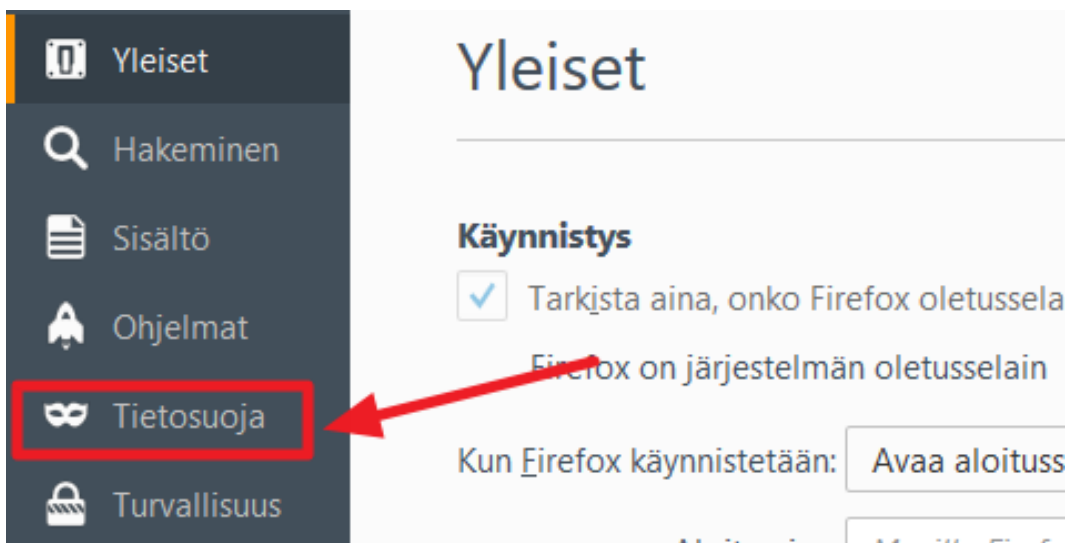 Yleiset
Hakeminen
Sisältö
Ohjelmat
Tietosuoja
Turvallisuus
Yleiset
Käynnistys
Tarkista aina, onko Firefox oletussela
Firefox on järjestelmän oletusselain
Kun Firefox käynnistetään: Avaa aloituss